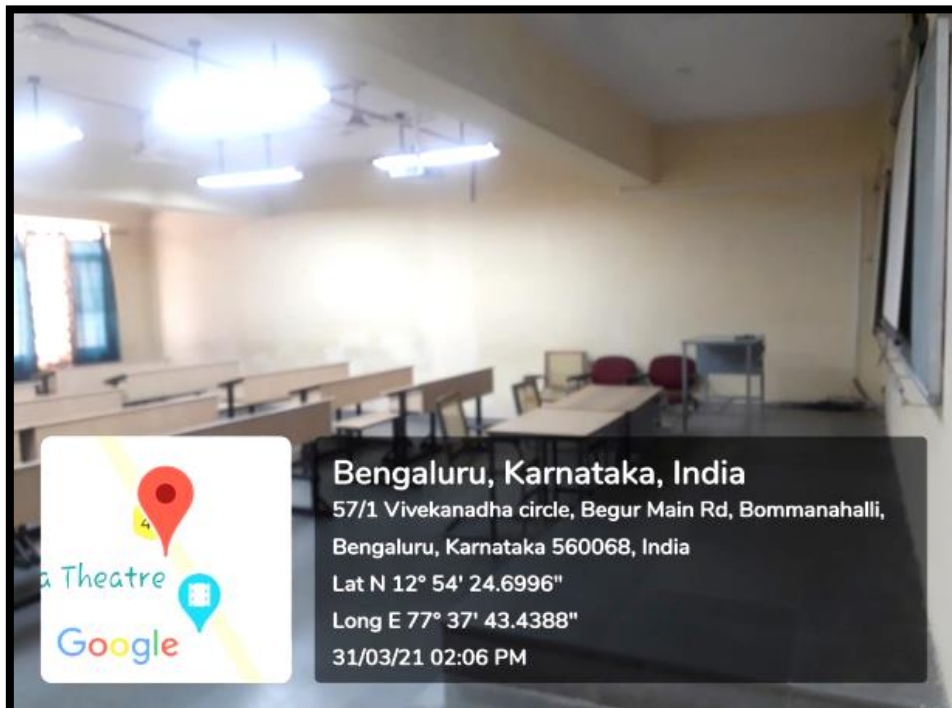 4
a Theatre
Google
Bengaluru, Karnataka, India
57/1 Vivekanadha circle, Begur Main Rd, Bommanahalli,
Bengaluru, Karnataka 560068, India
Lat N 12° 54' 24.6996"
Long E 77° 37' 43.4388"
31/03/21 02:06 PM